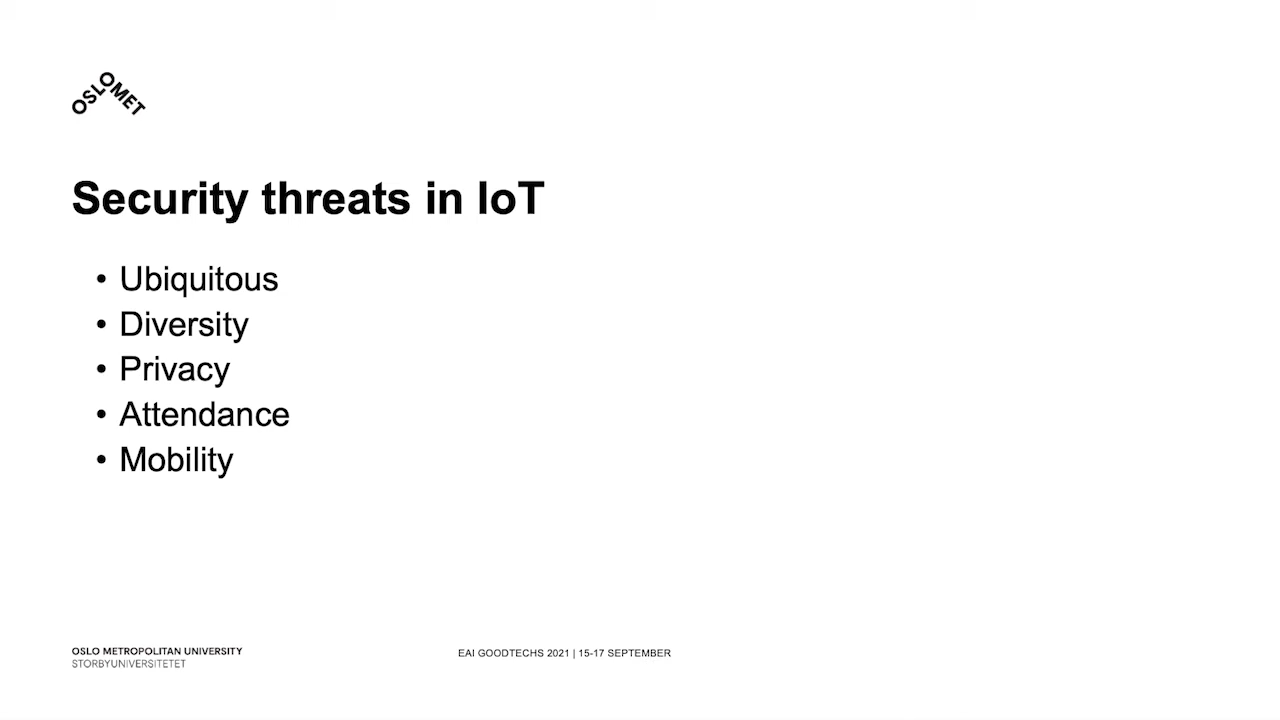 OSLOMET
Security threats in IoT
• Ubiquitous
• Diversity
• Privacy
• Attendance
• Mobility
OSLO METROPOLITAN UNIVERSITY
STORBYUNIVERSITETET
EAI GOODTECHS 2021 | 15-17 SEPTEMBER